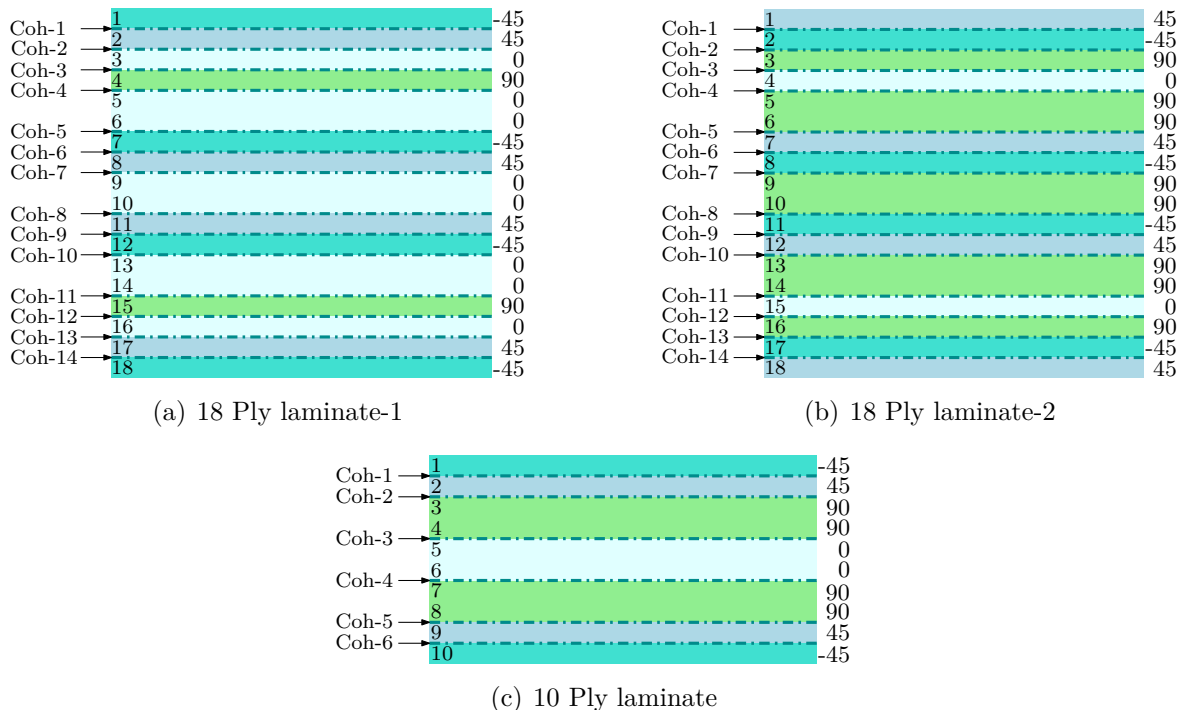 1 -45
Coh-1
2 45
Coh-2
3 0
Coh-3
4 90
Coh-4
5 0
6 0
Coh-5
7 -45
Coh-6
8 45
Coh-7
9 0
10 0
Coh-8
11 45
Coh-9
12 -45
Coh-10
13 0
14 0
Coh-11
15 90
Coh-12
16 0
Coh-13
17 45
Coh-14
18 -45
(a) 18 Ply laminate-1
1 45
Coh-1
2 -45
Coh-2
3 90
Coh-3
4 0
Coh-4
5 90
6 90
Coh-5
7 45
Coh-6
8 -45
Coh-7
9 90
10 90
Coh-8
11 -45
Coh-9
12 45
Coh-10
13 90
14 90
Coh-11
15 0
Coh-12
16 90
Coh-13
17 -45
Coh-14
18 45
(b) 18 Ply laminate-2
1 -45
Coh-1
2 45
Coh-2
3 90
4 90
Coh-3
5 0
6 0
Coh-4
7 90
8 90
Coh-5
9 45
Coh-6
10 -45
(c) 10 Ply laminate